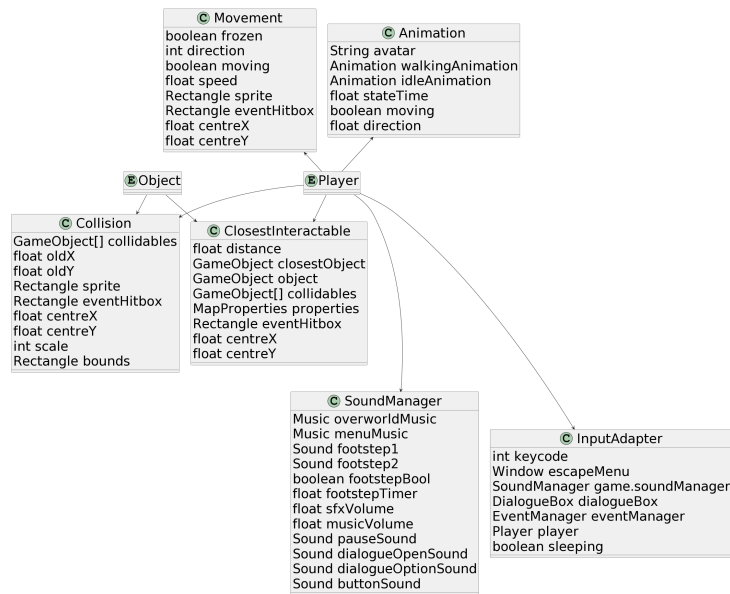 C Movement
boolean frozen
int direction
boolean moving
float speed
Rectangle sprite
Rectangle eventHitbox
float centreX
float centreY
C Animation
String avatar
Animation walkingAnimation
Animation idleAnimation
float stateTime
boolean moving
float direction
E Object
E Player
C Collision
GameObject[] collidables
float oldX
float oldY
Rectangle sprite
Rectangle eventHitbox
float centreX
float centreY
int scale
Rectangle bounds
C ClosestInteractable
float distance
GameObject closestObject
GameObject object
GameObject[] collidables
MapProperties properties
Rectangle eventHitbox
float centreX
float centreY
C SoundManager
Music overworldMusic
Music menuMusic
Sound footstep1
Sound footstep2
boolean footstepBool
float footstepTimer
float sfxVolume
float musicVolume
Sound pauseSound
Sound dialogueOpenSound
Sound dialogueOptionSound
Sound buttonSound
C InputAdapter
int keycode
Window escapeMenu
SoundManager game.soundManager
DialogueBox dialogueBox
EventManager eventManager
Player player
boolean sleeping